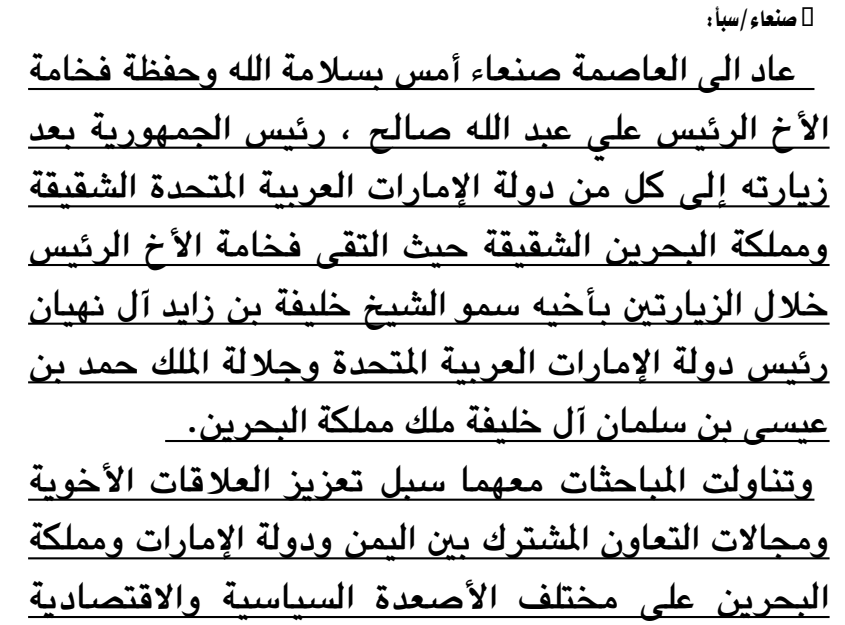 صنعاء/سبأ:
عاد الى العاصمة صنعاء أمس بسلامة الله وحفظة فخامة
الأخ الرئيس علي عبد الله صالح ، رئيس الجمهورية بعد
زيارته إلى كل من دولة الإمارات العربية المتحدة الشقيقة
ومملكة البحرين الشقيقة حيث التقى فخامة الأخ الرئيس
خلال الزيارتين بأخيه سمو الشيخ خليفة بن زايد آل نهيان
رئيس دولة الإمارات العربية المتحدة وجلالة الملك حمد بن
عيسى بن سلمان آل خليفة ملك مملكة البحرين.
وتناولت المباحثات معهما سبل تعزيز العلاقات الأخوية
ومجالات التعاون المشترك بين اليمن ودولة الإمارات ومملكة
البحرين على مختلف الأصعدة السياسية والاقتصادية